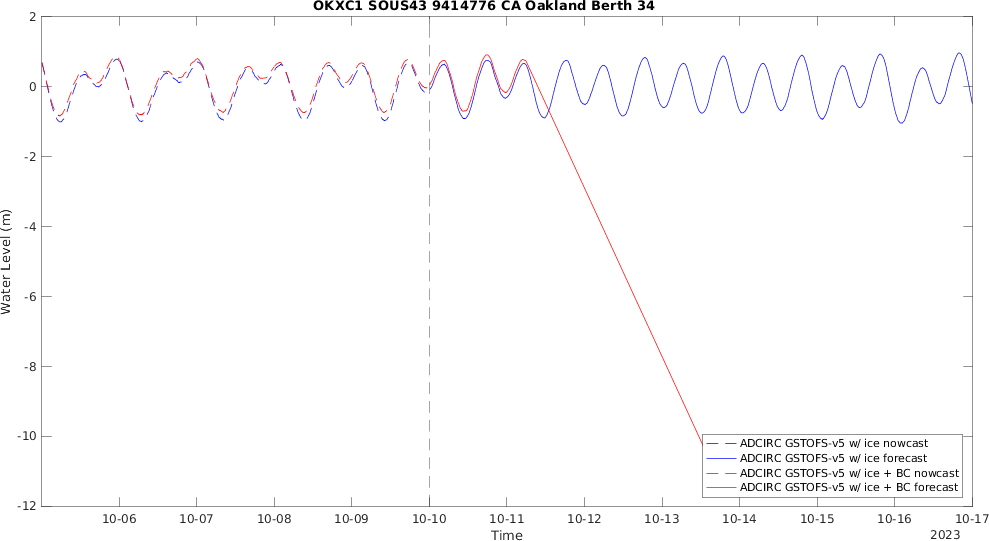 OKXC1 SOUS43 9414776 CA Oakland Berth 34
2
0
-2
-4
-6
-8
-10
-12
Water Level (m)
ADCIRC GSTOFS-v5 w/ ice nowcast
ADCIRC GSTOFS-v5 w/ ice forecast
ADCIRC GSTOFS-v5 w/ ice + BC nowcast
ADCIRC GSTOFS-v5 w/ ice + BC forecast
10-06 10-07 10-08 10-09 10-10 10-11 10-12 10-13 10-14 10-15 10-16 10-17
Time
2023